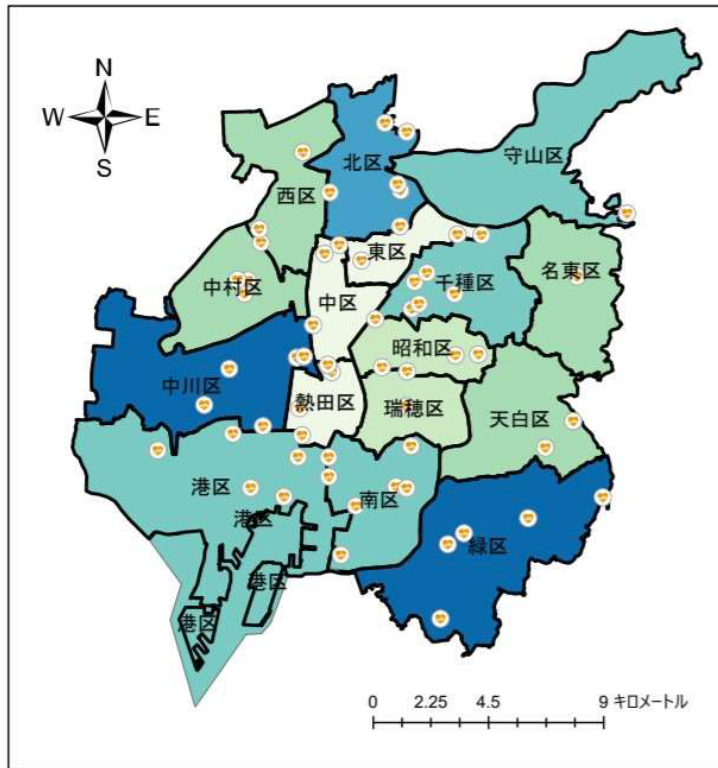 N
W E
S
北区
守山区
西区
東区
名東区
千種区
中村区
中区
昭和区
中川区
熱田区
瑞穂区
天白区
港区
南区
港区
緑区
港区
港区
0 2.25 4.5 9 キロメートル